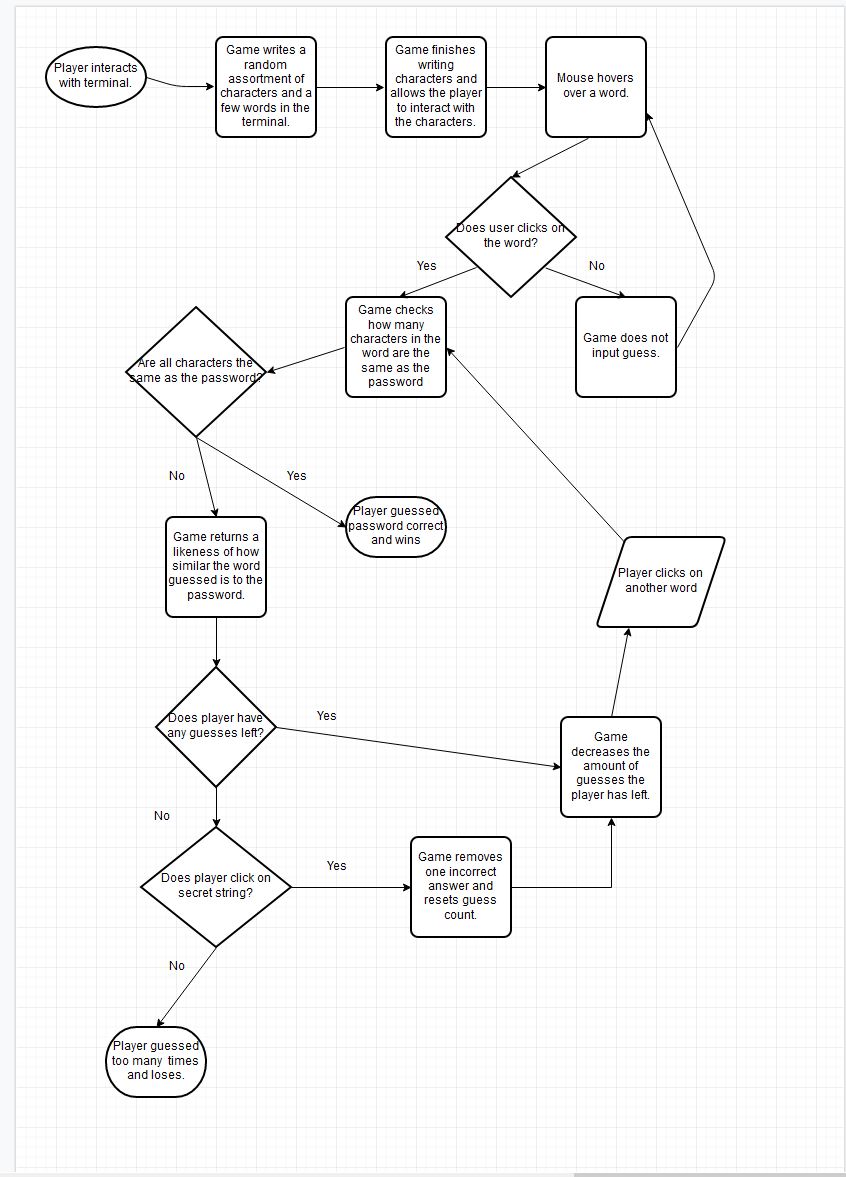 Player interacts
with terminal.
Game writes a
random
assortment of
characters and a
few words in the
terminal.
Game finishes
writing
characters and
allows the player
to interact with
the characters.
Mouse hovers
over a word.
Does user clicks on
the word?
Yes
No
Game checks
how many
characters in the
word are the
same as the
password
Game does not
input guess.
Are all characters the
same as the password?
No
Yes
Player guessed
password correct
and wins
Game returns a
likeness of how
similar the word
guessed is to the
password.
Player clicks on
another word
Does player have
any guesses left?
Yes
Game
decreases the
amount of
guesses the
player has left.
No
Does player click on
secret string?
Yes
Game removes
one incorrect
answer and
resets guess
count.
No
Player guessed
too many times
and loses.